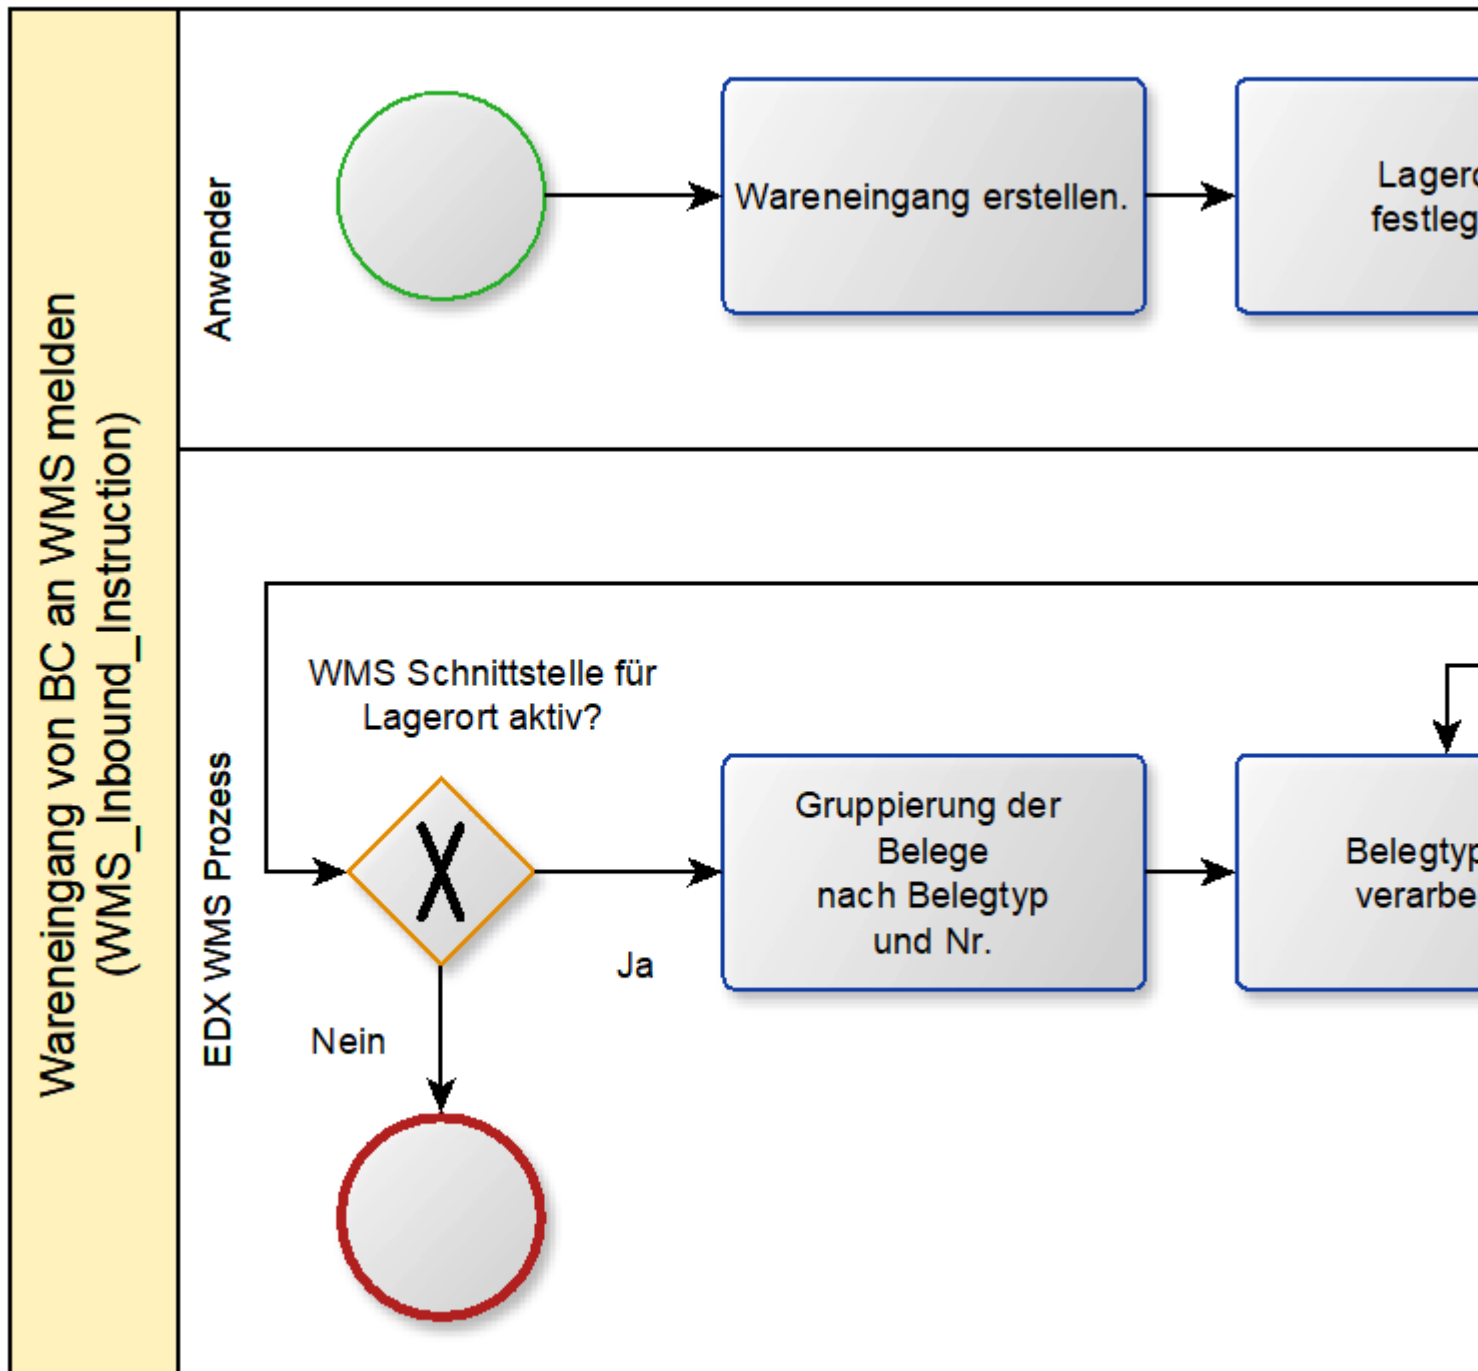 Wareneingang von BC an WMS melden
(WMS_Inbound_Instruction)
Anwender
Wareneingang erstellen.
EDX WMS Prozess
WMS Schnittstelle für
Lagerort aktiv?
Ja
Nein
Gruppierung der
Belege
nach Belegtyp
und Nr.
Belegtyp